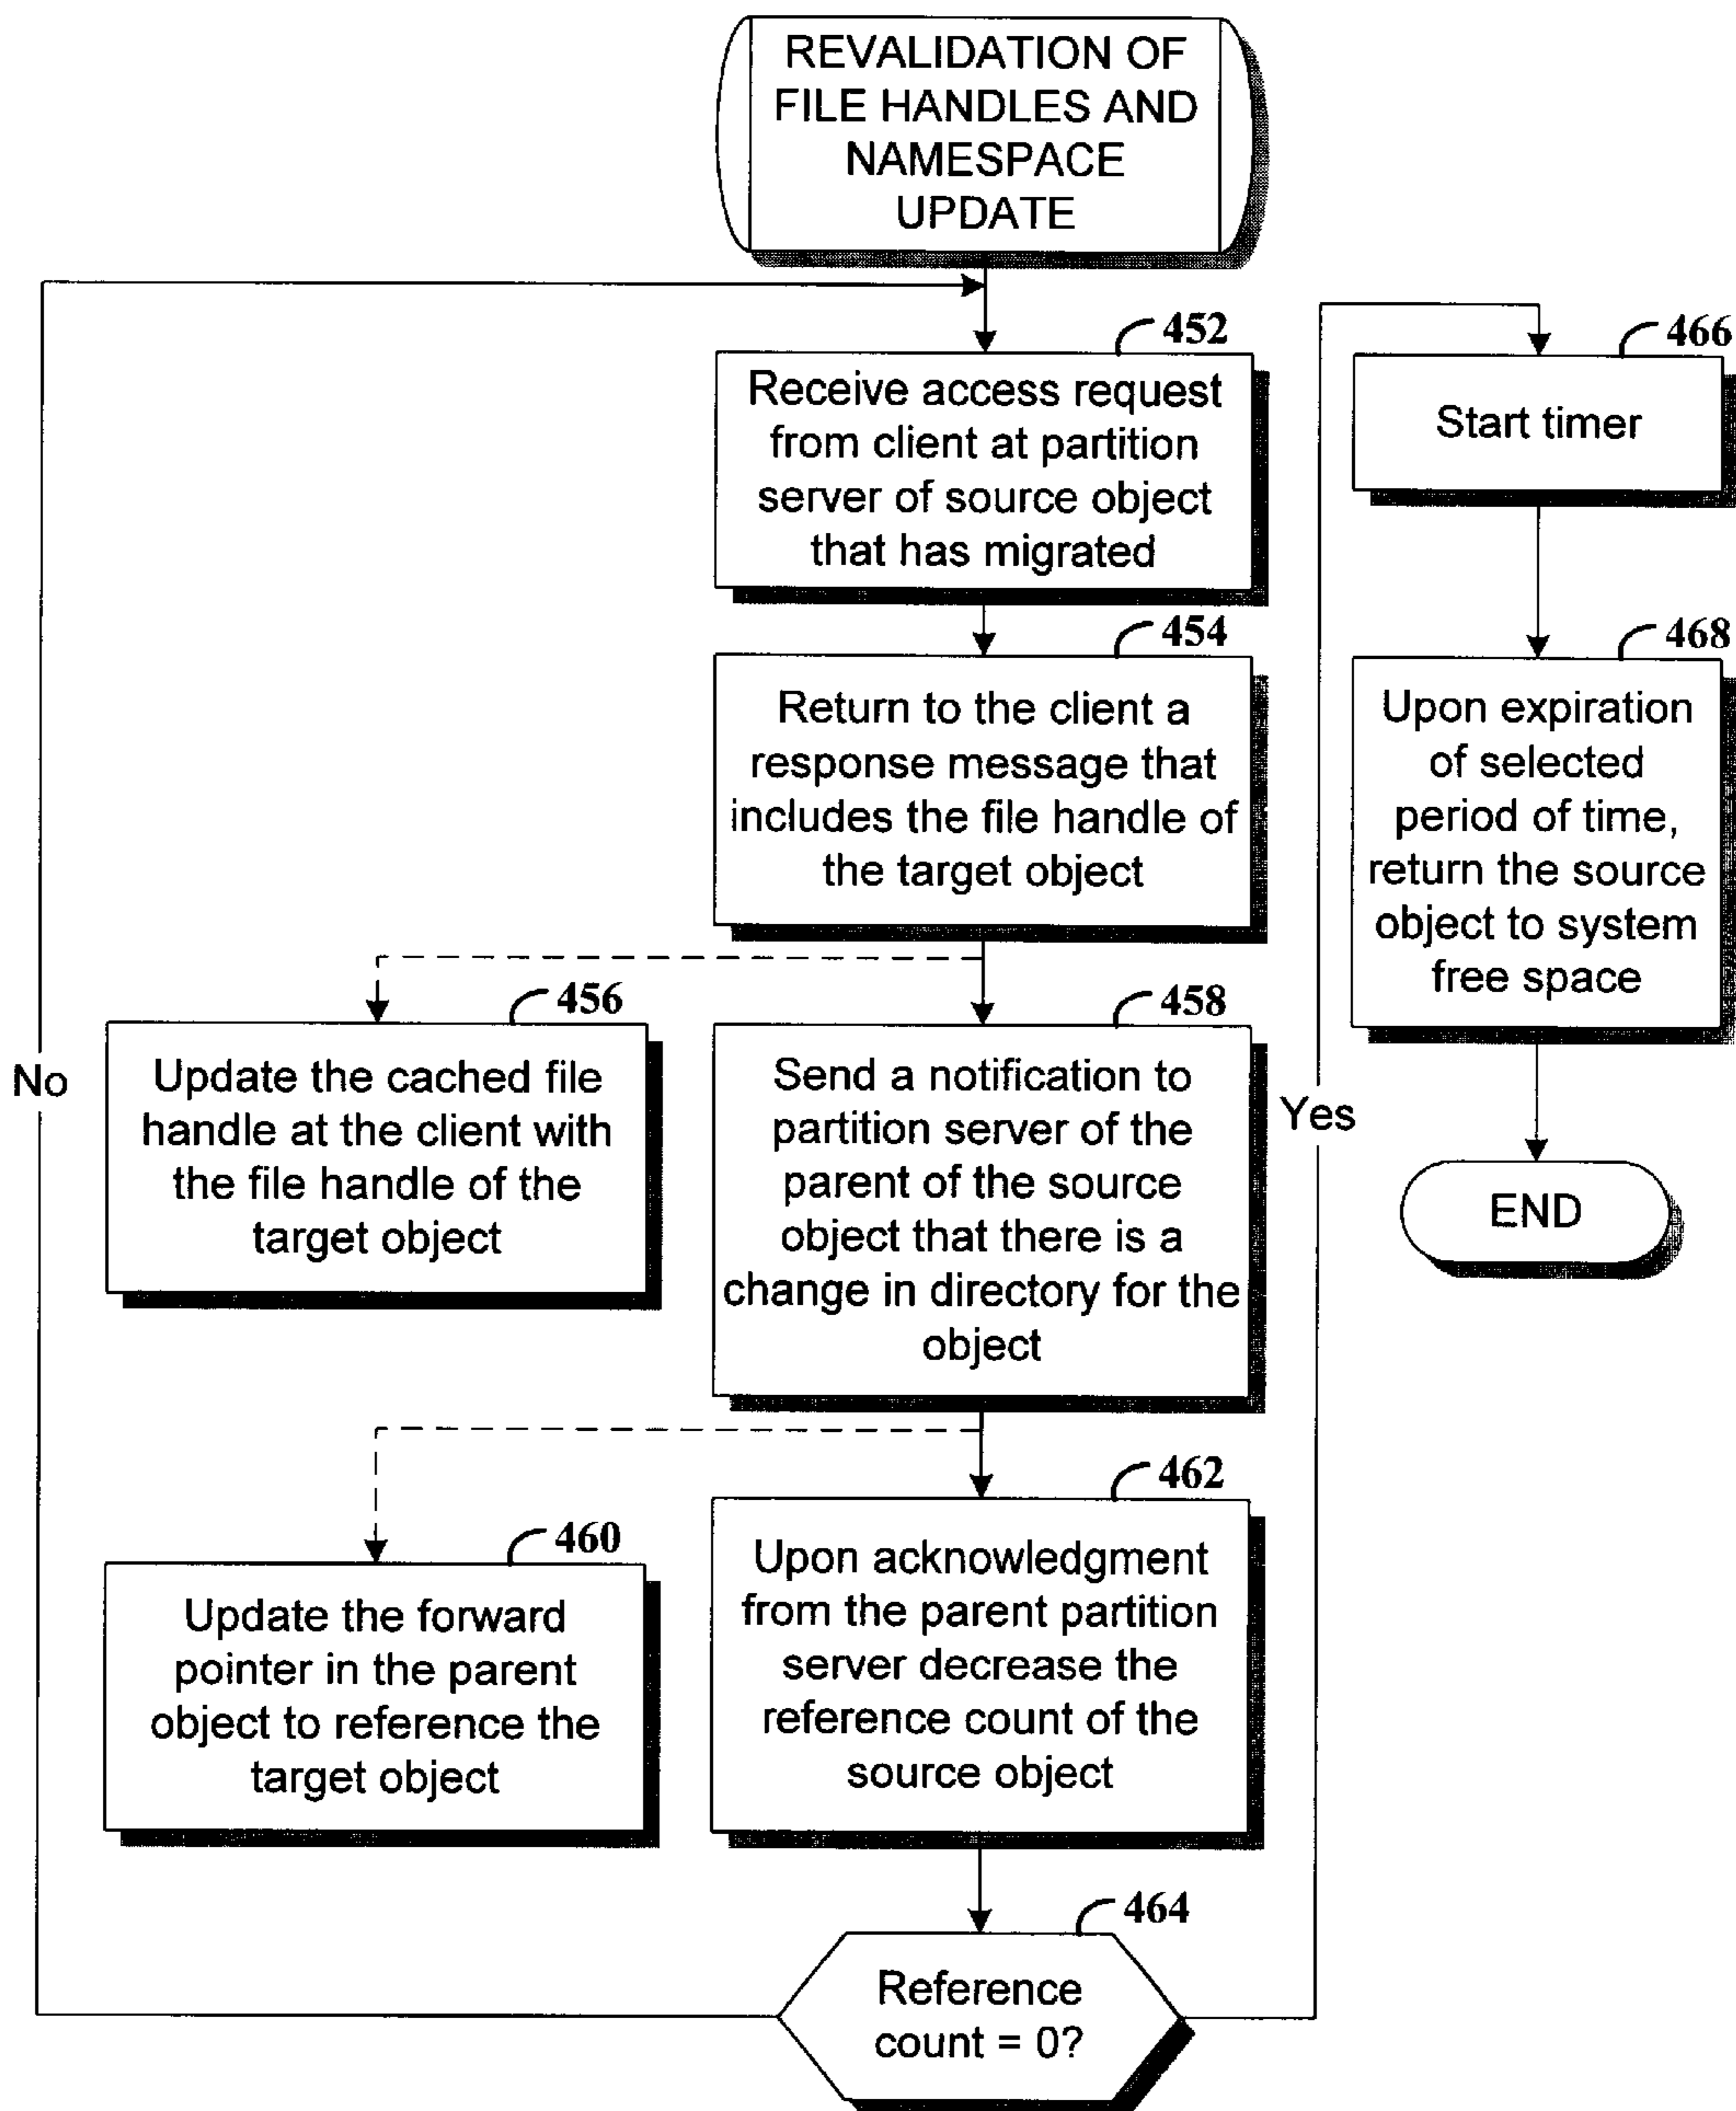 REVALIDATION OF
FILE HANDLES AND
NAMESPACE
UPDATE
452
Receive access request
from client at partition
server of source object
that has migrated
454
Return to the client a
response message that
includes the file handle of
the target object
456
Update the cached file
handle at the client with
the file handle of the
target object
458
Send a notification to
partition server of the
parent of the source
object that there is a
change in directory for the
object
460
Update the forward
pointer in the parent
object to reference the
target object
462
Upon acknowledgment
from the parent partition
server decrease the
reference count of the
source object
464
Reference
count = 0?
No
Yes
466
Start timer
468
Upon expiration
of selected
period of time,
return the source
object to system
free space
END